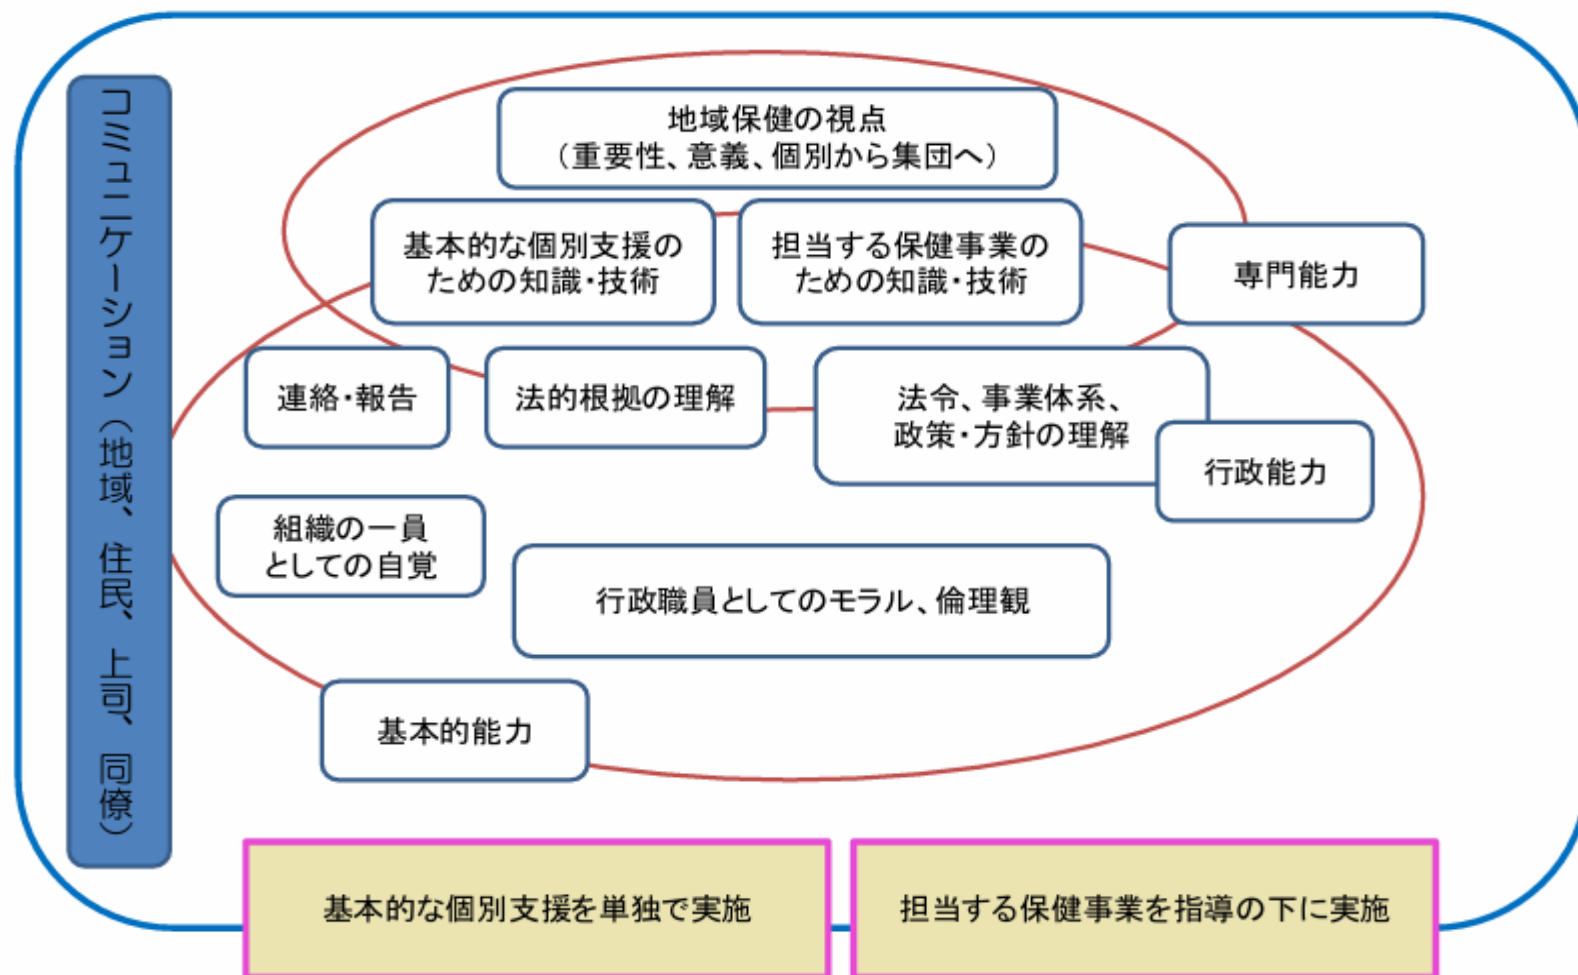 コミュニケーション（地域、住民、上司、同僚）
地域保健の視点
（重要性、意義、個別から集団へ）
基本的な個別支援の
ための知識・技術
担当する保健事業の
ための知識・技術
専門能力
連絡・報告
法的根拠の理解
法令、事業体系、
政策・方針の理解
行政能力
組織の一員
としての自覚
行政職員としてのモラル、倫理観
基本的能力
基本的な個別支援を単独で実施
担当する保健事業を指導の下に実施